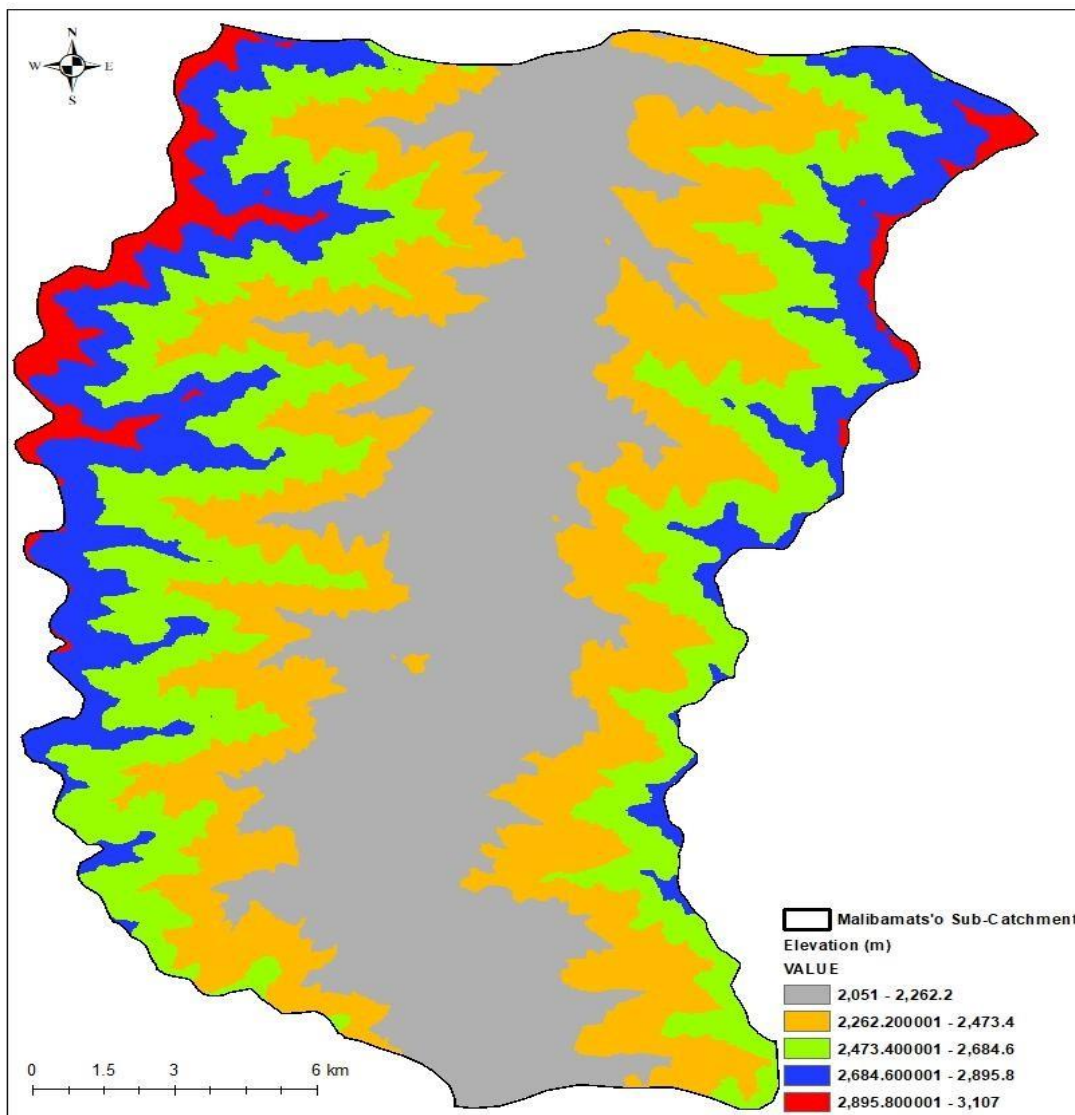 N
W E
S
Malibamats'o Sub-Catchment
Elevation (m)
VALUE
2,051 - 2,262.2
2,262.200001 - 2,473.4
2,473.400001 - 2,684.6
2,684.600001 - 2,895.8
2,895.800001 - 3,107
0 1.5 3 6 km